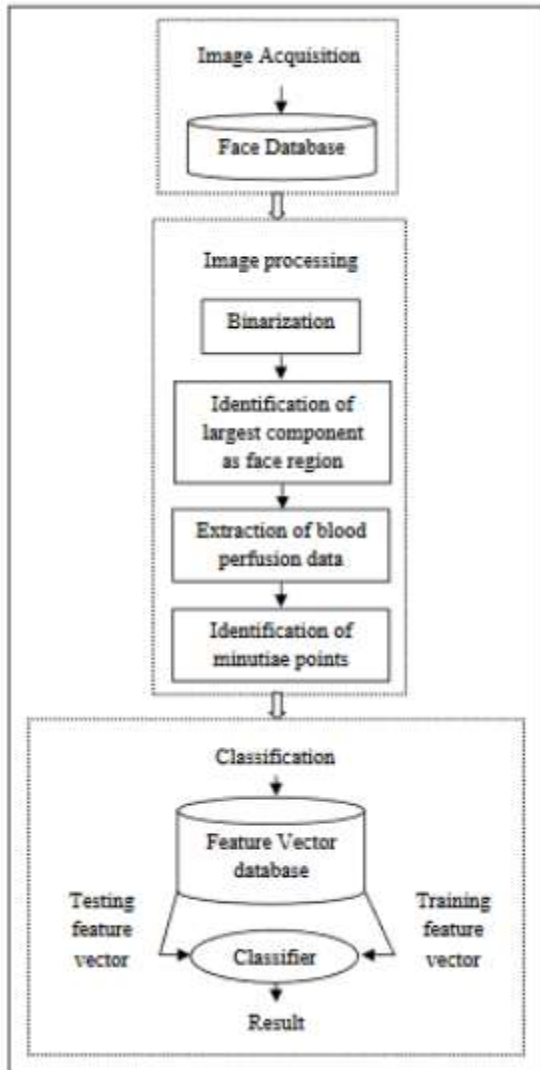 Image Acquisition
Face Database
Image processing
Binarization
Identification of
largest component
as face region
Extraction of blood
perfusion data
Identification of
minutiae points
Classification
Feature Vector
database
Testing
feature
vector
Training
feature
vector
Classifier
Result